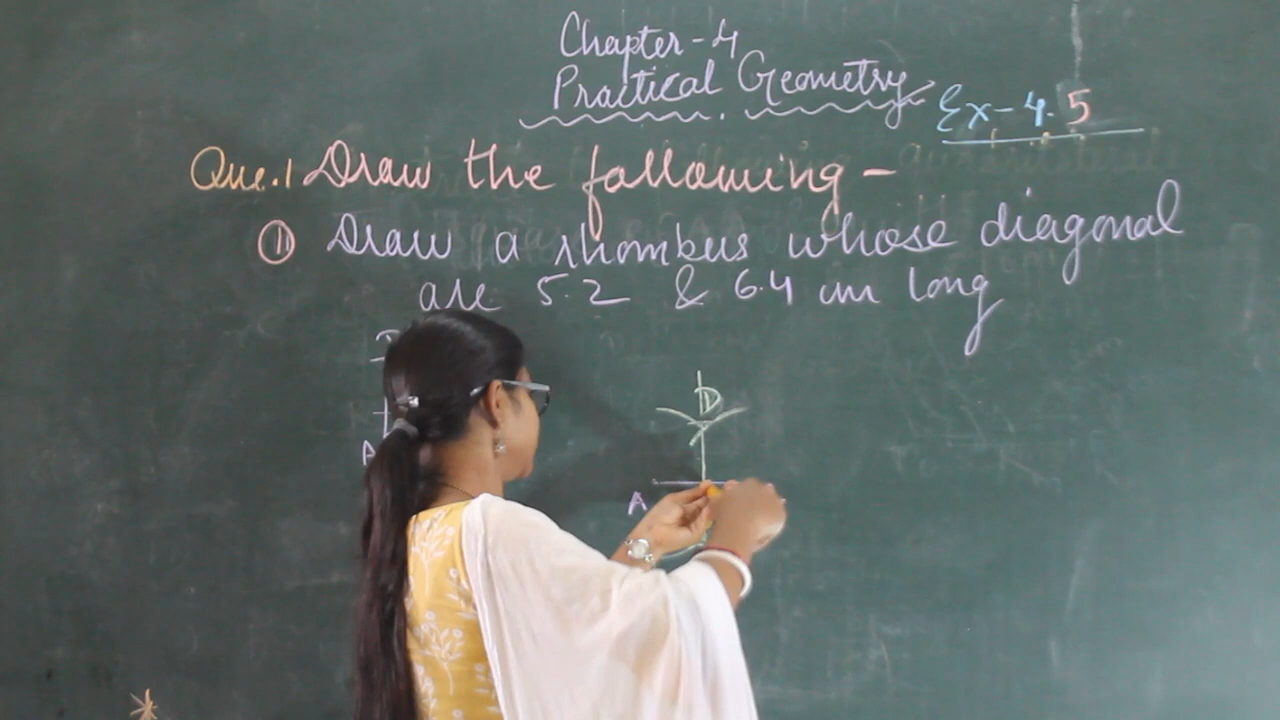 Chapter-4
Practical Geometry
Ex-4.5
Que.1 Draw the following -
① Draw a rhombus whose diagonal
are 5.2 & 6.4 cm long
D
A
A